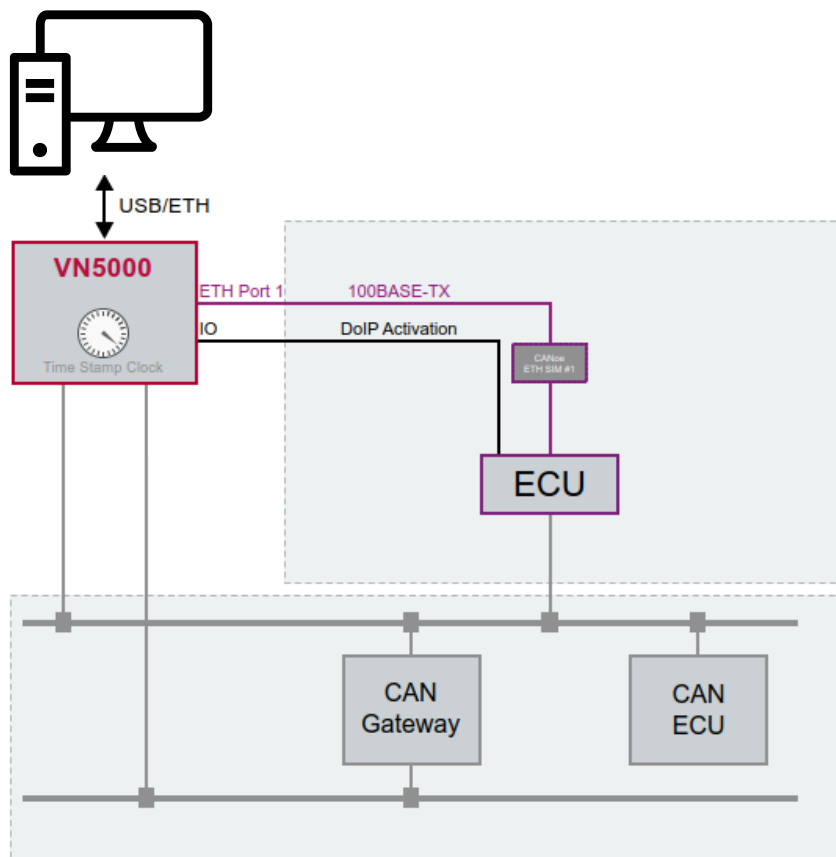 USB/ETH
VN5000
Time Stamp Clock
ETH Port 1
100BASE-TX
IO
DoIP Activation
CANoe
ETH SIM #1
ECU
CAN
Gateway
CAN
ECU